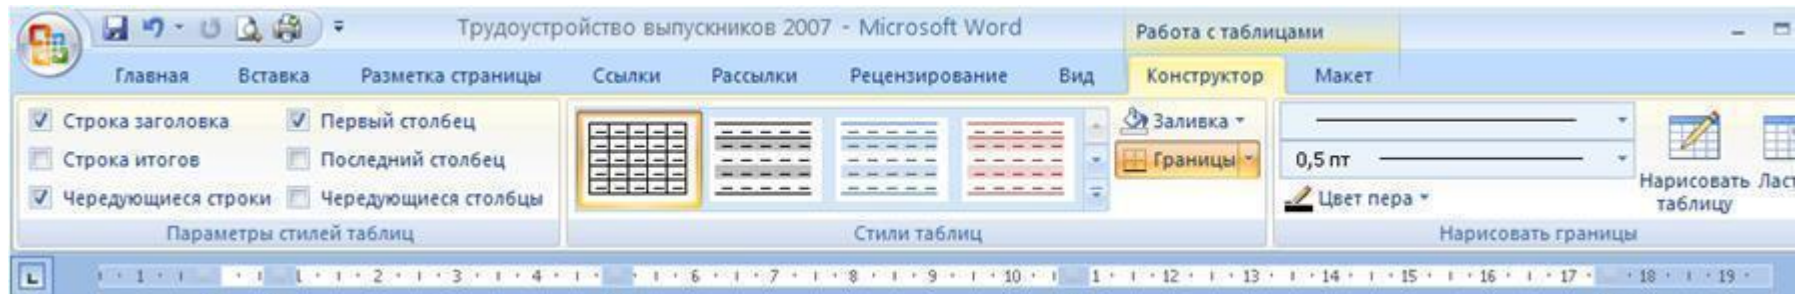 Трудоустройство выпускников 2007 - Microsoft Word
Работа с таблицами
Главная Вставка Разметка страницы Ссылки Рассылки Рецензирование Вид Конструктор Макет
Строка заголовка Первый столбец
Строка итогов Последний столбец
Чередующиеся строки Чередующиеся столбцы
Параметры стилей таблиц
Заливка
Границы
Стили таблиц
0,5 пт
Цвет пера
Нарисовать таблицу
Ласт
Нарисовать границы
1 1 2 3 4 6 7 8 9 10 1 12 13 14 15 16 17 18 19